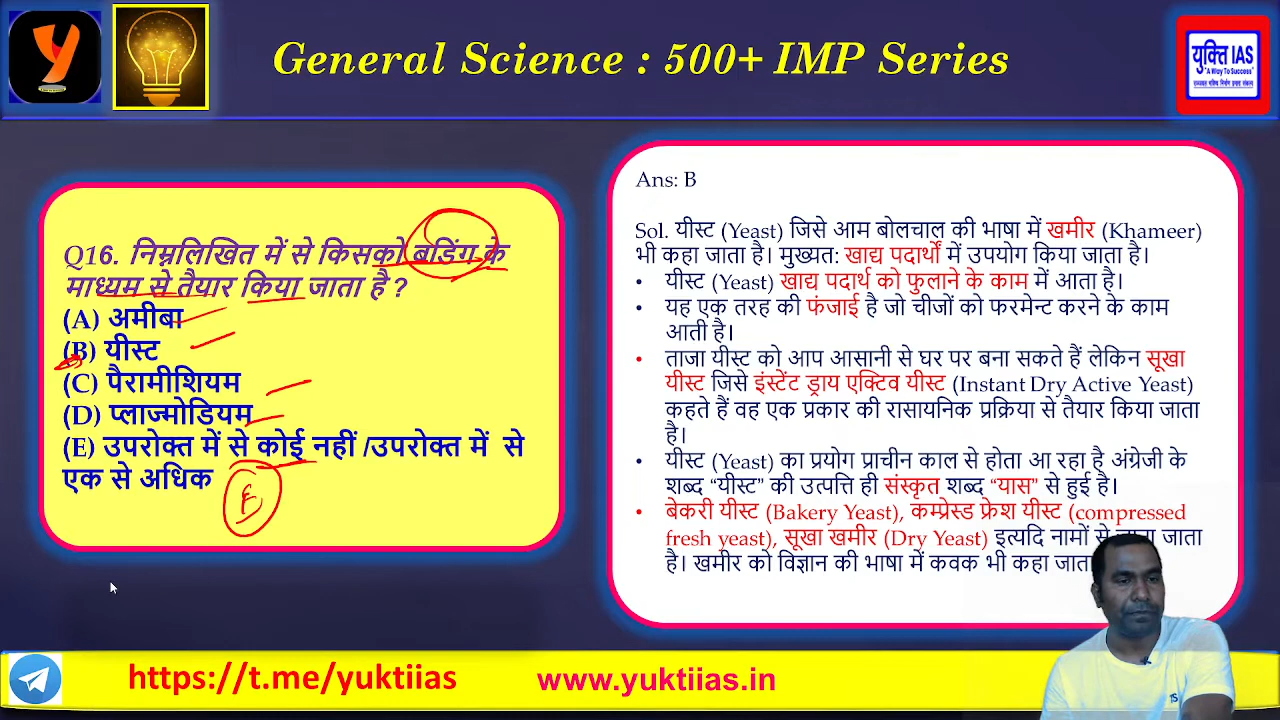 General Science : 500+ IMP Series
युक्ति IAS
"A Way To Success"
Ans: B
Q16. निम्नलिखित में से किसको बडिंग के
माध्यम से तैयार किया जाता है ?
(A) अमीबा
(B) यीस्ट
(C) पैरामीशियम
(D) प्लाज्मोडियम
(E) उपरोक्त में से कोई नहीं /उपरोक्त में से
एक से अधिक
E
Sol. यीस्ट (Yeast) जिसे आम बोलचाल की भाषा में खमीर (Khameer)
भी कहा जाता है। मुख्यत: खाद्य पदार्थों में उपयोग किया जाता है।
• यीस्ट (Yeast) खाद्य पदार्थ को फुलाने के काम में आता है।
• यह एक तरह की फंजाई है जो चीजों को फरमेन्ट करने के काम
आती है।
• ताजा यीस्ट को आप आसानी से घर पर बना सकते हैं लेकिन सूखा
यीस्ट जिसे इंस्टेंट ड्राय एक्टिव यीस्ट (Instant Dry Active Yeast)
कहते हैं वह एक प्रकार की रासायनिक प्रक्रिया से तैयार किया जाता
है।
• यीस्ट (Yeast) का प्रयोग प्राचीन काल से होता आ रहा है अंग्रेजी के
शब्द “यीस्ट” की उत्पत्ति ही संस्कृत शब्द “यास” से हुई है।
• बेकरी यीस्ट (Bakery Yeast), कम्प्रेस्ड फ्रेश यीस्ट (compressed
fresh yeast), सूखा खमीर (Dry Yeast) इत्यदि नामों से जाना जाता
है। खमीर को विज्ञान की भाषा में कवक भी कहा जाता
https://t.me/yuktiias
www.yuktiias.in